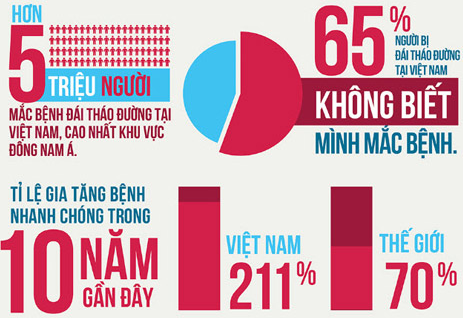 HƠN
5
TRIỆU NGƯỜI
MẮC BỆNH ĐÁI THÁO ĐƯỜNG TẠI
VIỆT NAM, CAO NHẤT KHU VỰC
ĐÔNG NAM Á.
65%
NGƯỜI BỊ
ĐÁI THÁO ĐƯỜNG
TẠI VIỆT NAM
KHÔNG BIẾT
MÌNH MẮC BỆNH.
TỈ LỆ GIA TĂNG BỆNH
NHANH CHÓNG TRONG
10 NĂM
GẦN ĐÂY
VIỆT NAM
211%
THẾ GIỚI
70%